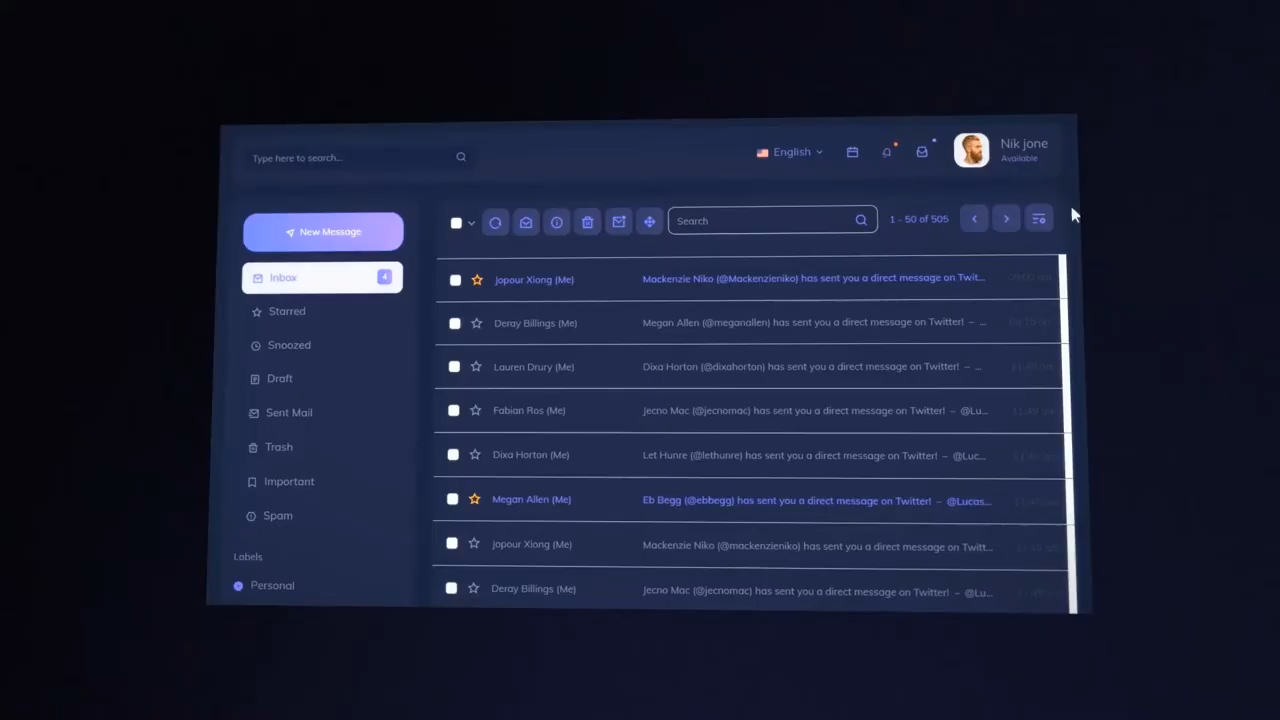 Type here to search...
English
Nik jone
Available
New Message
Search
1 - 50 of 505
Inbox 4
Starred
Snoozed
Draft
Sent Mail
Trash
Important
Spam
Labels
Personal
Jopour Xiong (Me) Mackenzie Niko (@Mackenzieniko) has sent you a direct message on Twit...
Deray Billings (Me) Megan Allen (@meganallen) has sent you a direct message on Twitter! – ...
Lauren Drury (Me) Dixa Horton (@dixahorton) has sent you a direct message on Twitter! – ...
Fabian Ros (Me) Jecno Mac (@jecnomac) has sent you a direct message on Twitter! – @Lu...
Dixa Horton (Me) Let Hunre (@lethunre) has sent you a direct message on Twitter! – @Luc...
Megan Allen (Me) Eb Begg (@ebbegg) has sent you a direct message on Twitter! – @Lucas...
Jopour Xiong (Me) Mackenzie Niko (@mackenzieniko) has sent you a direct message on Twitt...
Deray Billings (Me) Jecno Mac (@jecnomac) has sent you a direct message on Twitter! – @Lu...